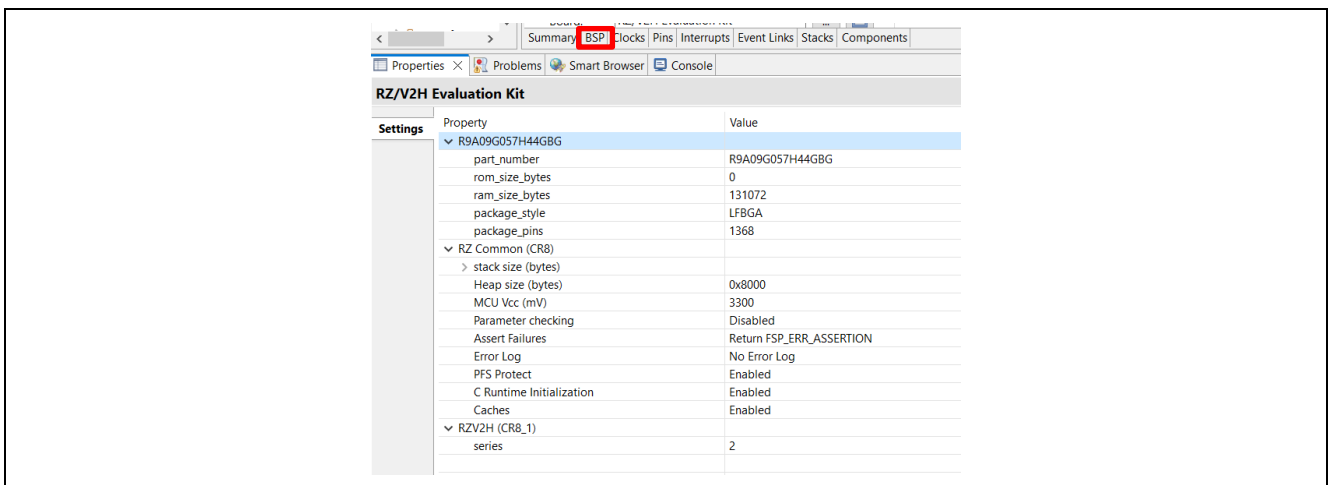 Summary BSP Clocks Pins Interrupts Event Links Stacks Components
Properties Problems Smart Browser Console
RZ/V2H Evaluation Kit
Settings
Property Value
R9A09G057H44GBG
part_number R9A09G057H44GBG
rom_size_bytes 0
ram_size_bytes 131072
package_style LFBGA
package_pins 1368
RZ Common (CR8)
stack size (bytes)
Heap size (bytes) 0x8000
MCU Vcc (mV) 3300
Parameter checking Disabled
Assert Failures Return FSP_ERR_ASSERTION
Error Log No Error Log
PFS Protect Enabled
C Runtime Initialization Enabled
Caches Enabled
RZV2H (CR8_1)
series 2